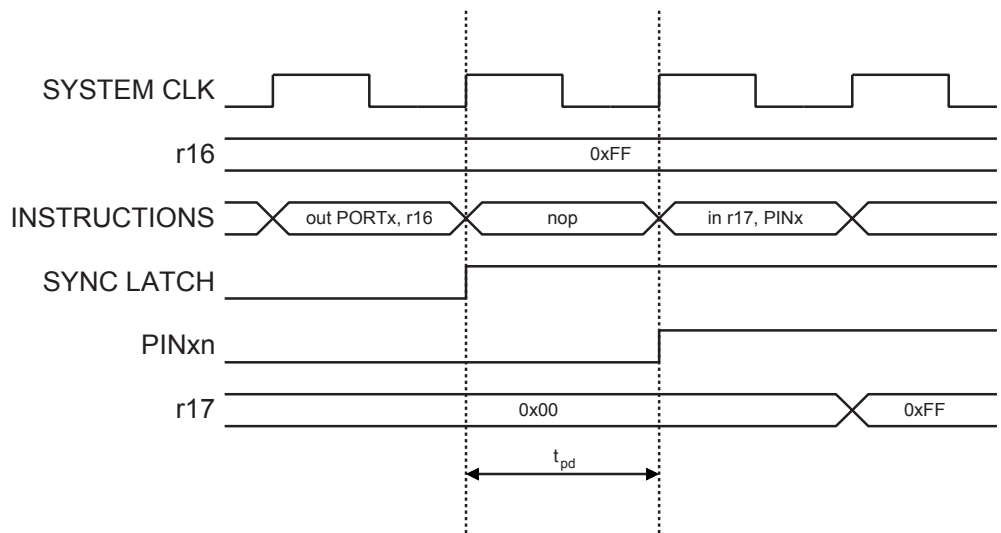 SYSTEM CLK
r16
0xFF
INSTRUCTIONS
out PORTx, r16
nop
in r17, PINx
SYNC LATCH
PINxn
r17
0x00
0xFF
tpd